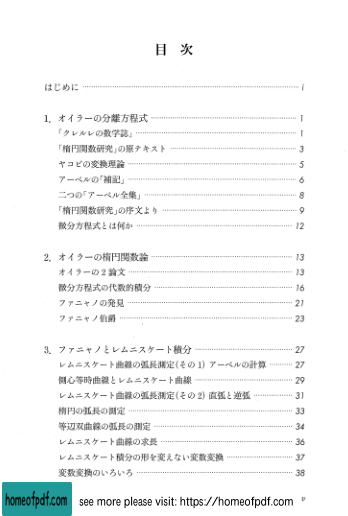 目 次
はじめに i
1. オイラーの分離方程式 1
「クレルレの数学誌」 1
「楕円関数研究」の原テキスト 3
ヤコビの変換理論 5
アーベルの「補記」 6
二つの「アーベル全集」 8
「楕円関数研究」の序文より 9
微分方程式とは何か 12
2. オイラーの楕円関数論 13
オイラーの2論文 13
微分方程式の代数的積分 16
ファニャノの発見 21
ファニャノ伯爵 23
3. ファニャノとレムニスケート積分 27
レムニスケート曲線の弧長測定(その1) アーベルの計算 27
側心等時曲線とレムニスケート曲線 29
レムニスケート曲線の弧長測定(その2) 直弧と逆弧 31
楕円の弧長の測定 33
等辺双曲線の弧長の測定 34
レムニスケート曲線の求長 36
レムニスケート積分の形を変えない変数変換 37
変数変換のいろいろ 38
homeofpdf.com
see more please visit: https://homeofpdf.com